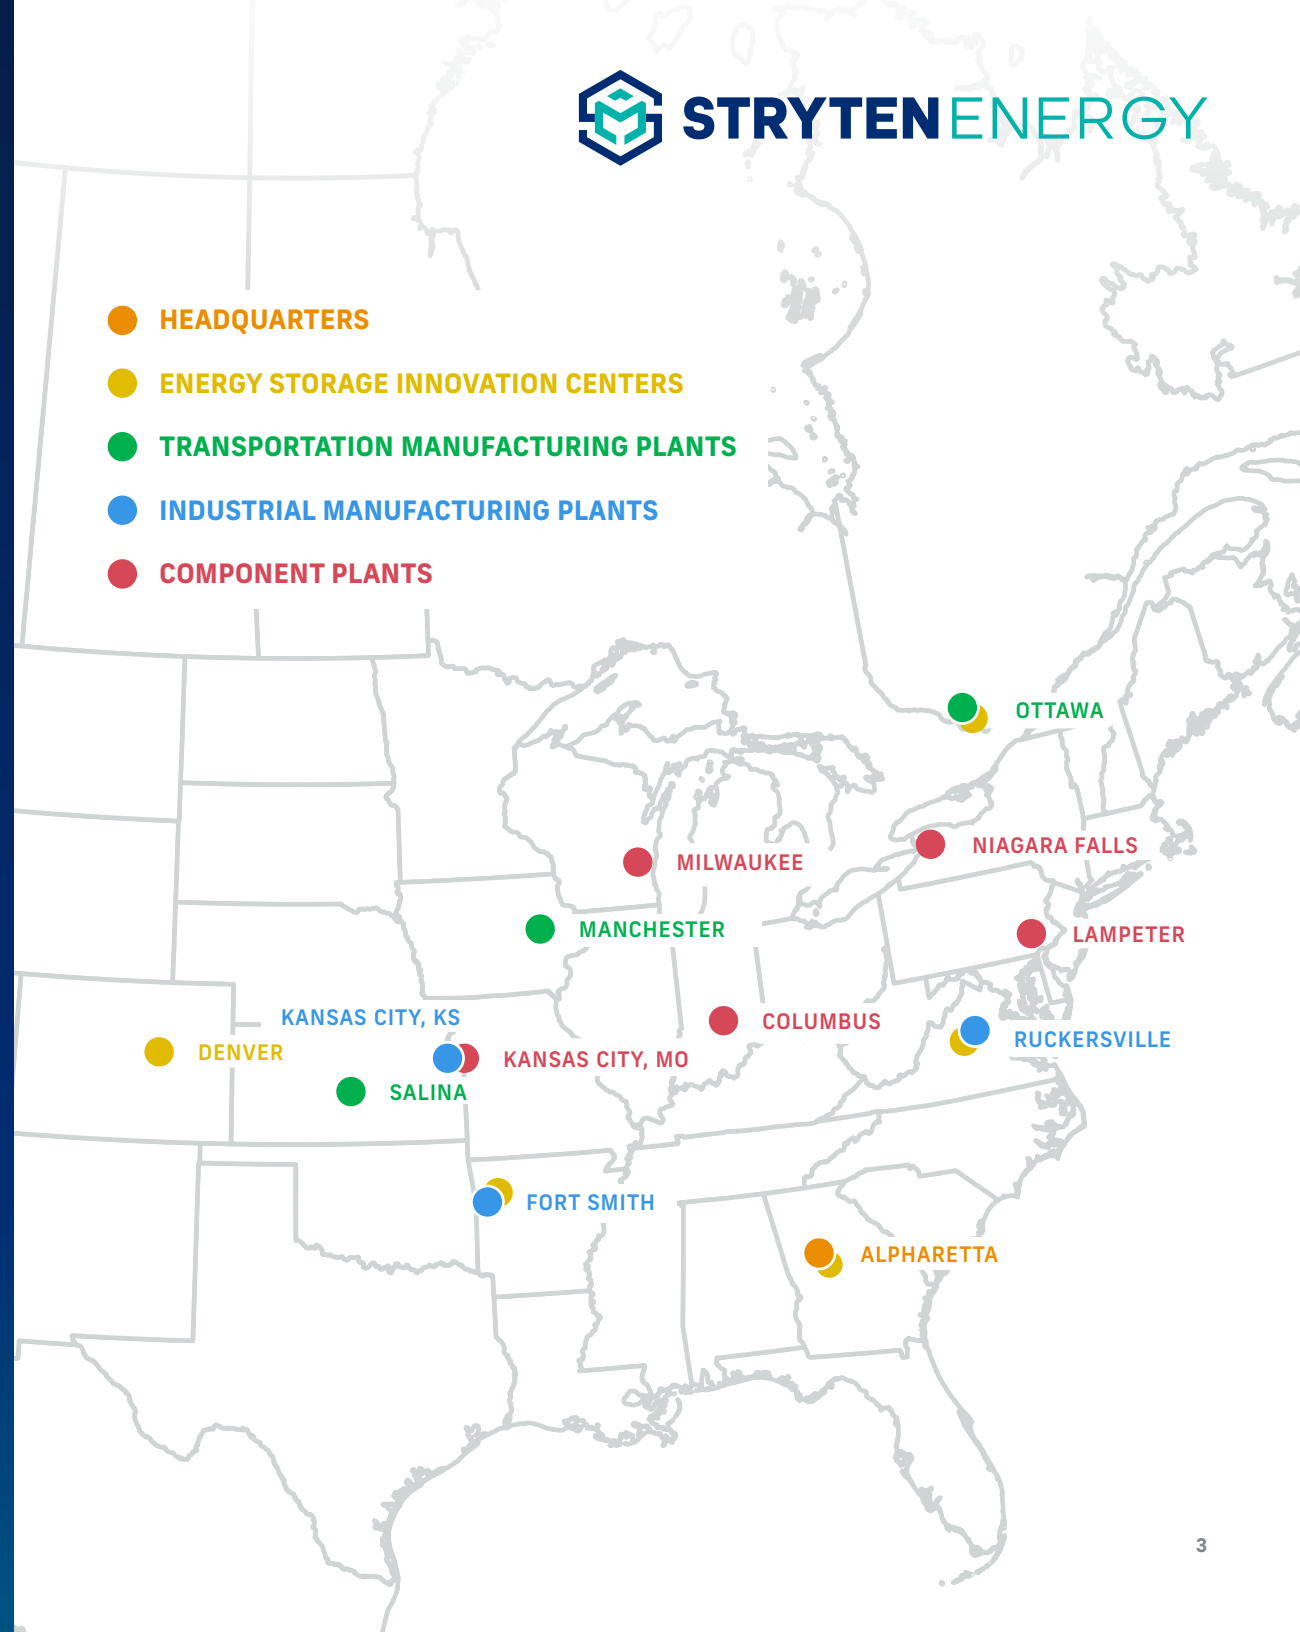 STRYTEN ENERGY
HEADQUARTERS
ENERGY STORAGE INNOVATION CENTERS
TRANSPORTATION MANUFACTURING PLANTS
INDUSTRIAL MANUFACTURING PLANTS
COMPONENT PLANTS
OTTAWA
NIAGARA FALLS
MILWAUKEE
MANCHESTER
LAMPETER
KANSAS CITY, KS
COLUMBUS
RUCKERSVILLE
DENVER
KANSAS CITY, MO
SALINA
FORT SMITH
ALPHARETTA
3